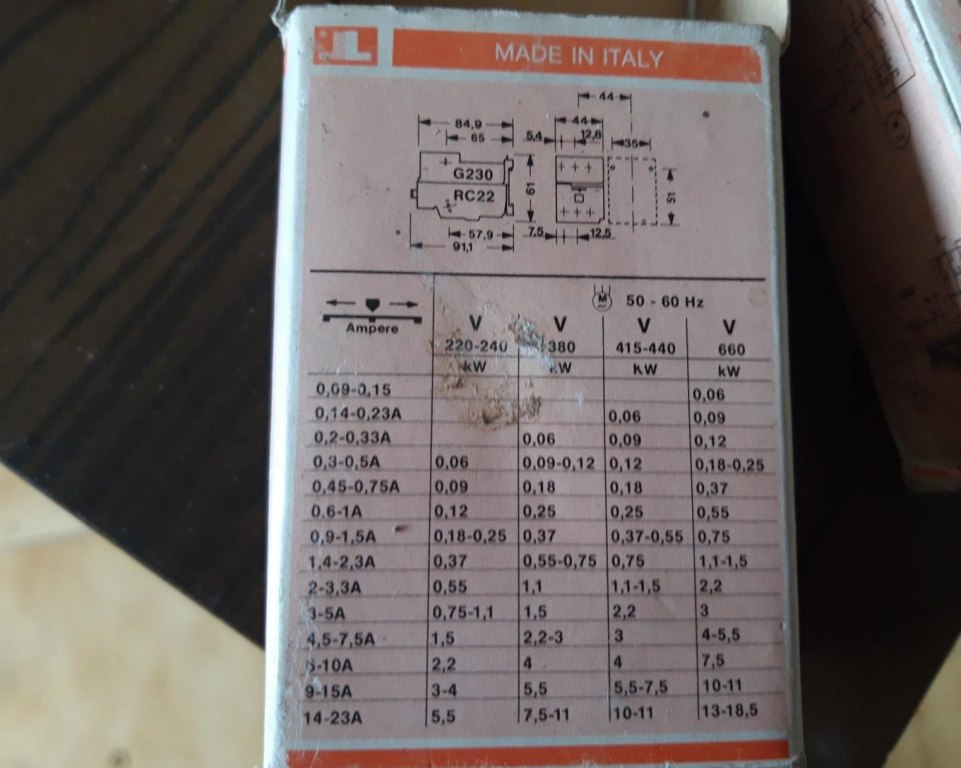 MADE IN ITALY
44
84,9
44
65
5,4
12,8
35
G230
RC22
61
51
57,9
7,5
12,5
91,1
50 - 60 Hz
Ampere
V V V V
220-240 380 415-440 660
kW kW KW kW
0,09-0,15 0,06
0,14-0,23A 0,06 0,09
0,2-0,33A 0,06 0,09 0,12
0,3-0,5A 0,06 0,09-0,12 0,12 0,18-0,25
0,45-0,75A 0,09 0,18 0,18 0,37
0.6-1A 0,12 0,25 0,25 0,55
0,9-1,5A 0,18-0,25 0,37 0,37-0,55 0,75
1,4-2,3A 0,37 0,55-0,75 0,75 1,1-1,5
2-3,3A 0,55 1,1 1,1-1,5 2,2
3-5A 0,75-1,1 1,5 2,2 3
4,5-7,5A 1,5 2,2-3 3 4-5,5
6-10A 2,2 4 4 7,5
9-15A 3-4 5,5 5,5-7,5 10-11
14-23A 5,5 7,5-11 10-11 13-18,5